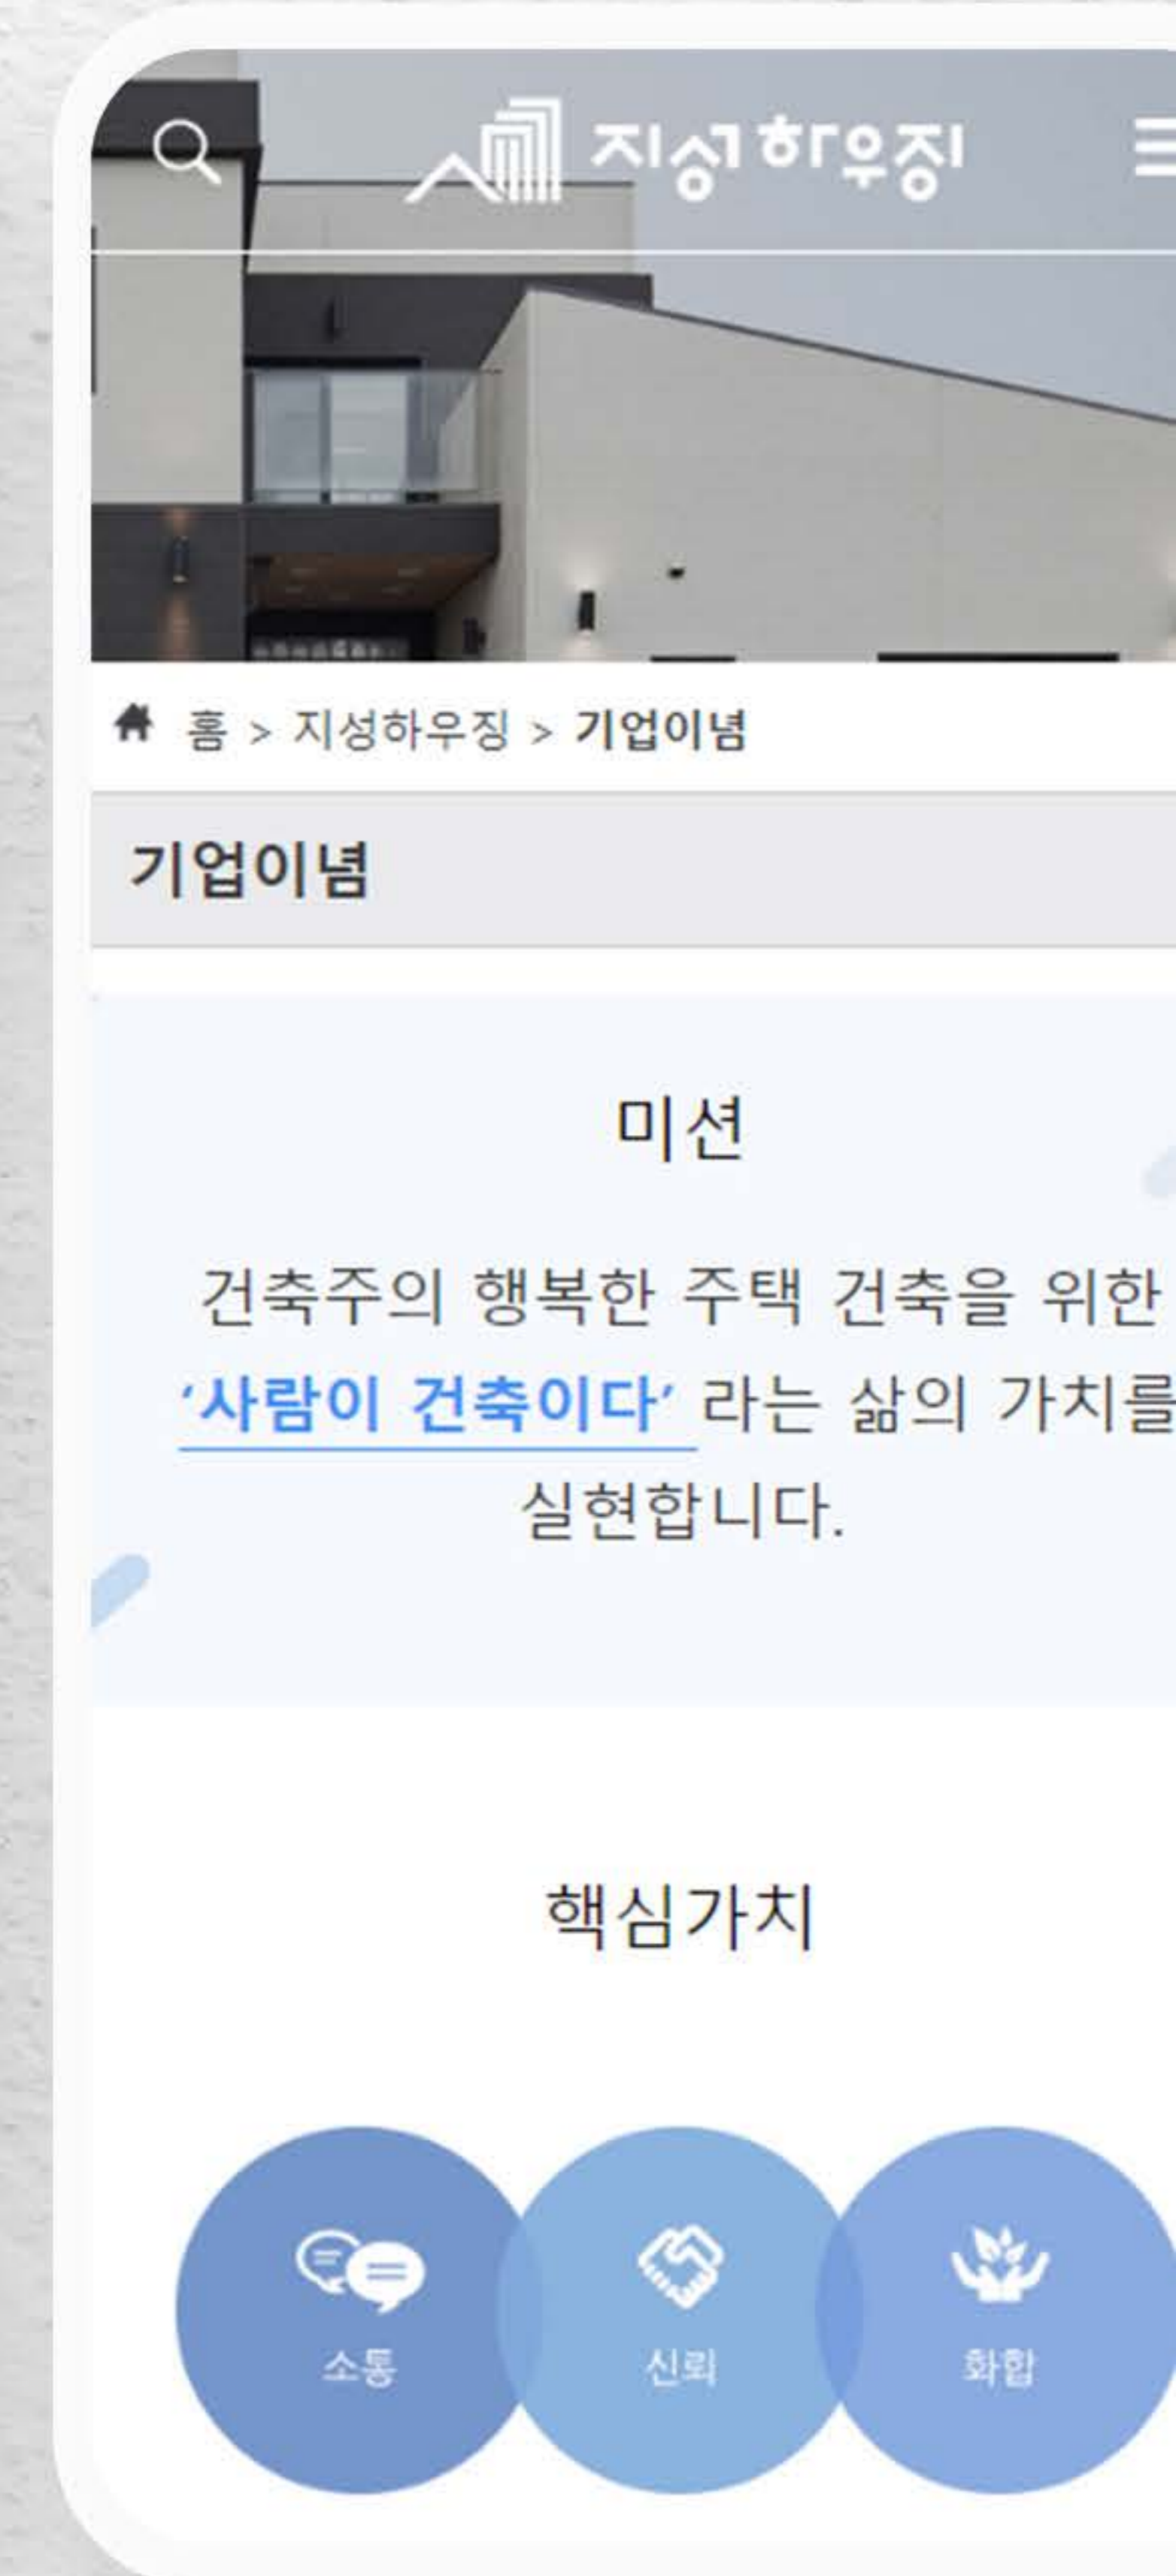 지성하우징
홈 > 지성하우징 > 기업이념
기업이념
미션
건축주의 행복한 주택 건축을 위한
‘사람이 건축이다’ 라는 삶의 가치를
실현합니다.
핵심가치
소통 신뢰 화합